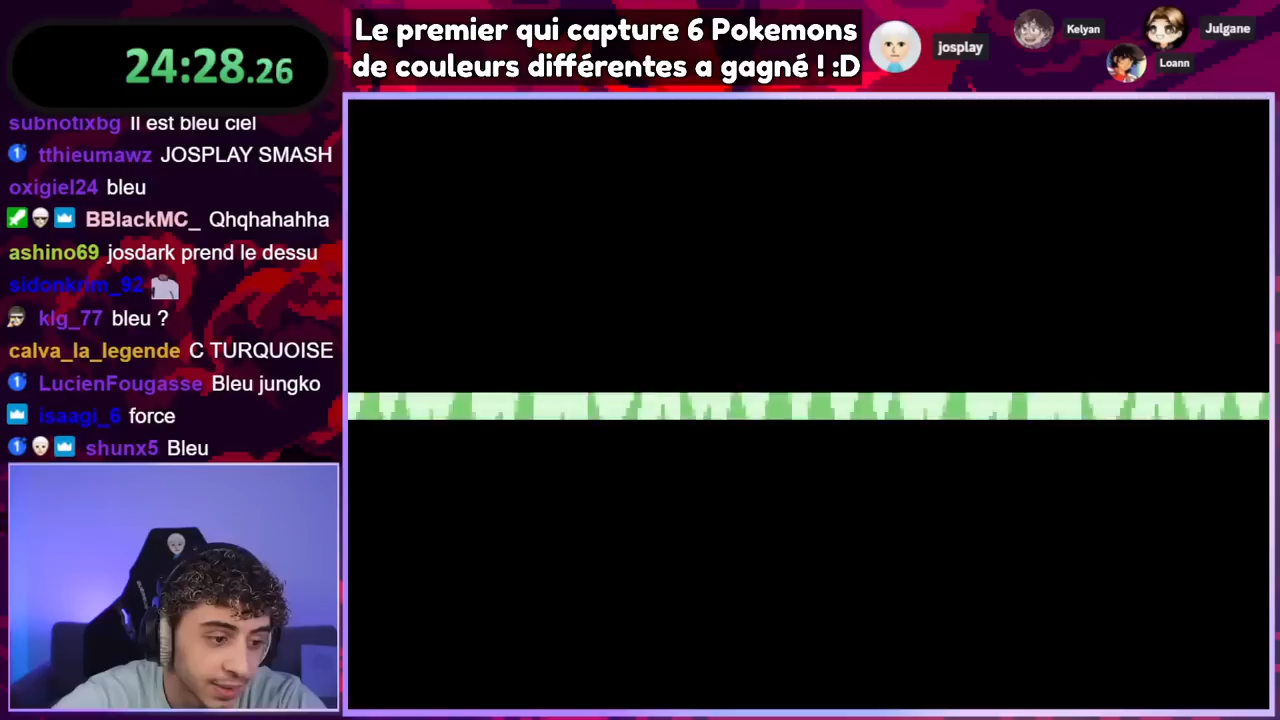 24:28.26
Le premier qui capture 6 Pokemons
de couleurs différentes a gagné ! :D
josplay
Kelyan
Julgane
Loann
subnotixbg Il est bleu ciel
tthieumawz JOSPLAY SMASH
oxigiel24 bleu
BBlackMC_ Qhqhahahha
ashino69 josdark prend le dessu
sidonkrim_92
klg_77 bleu ?
calva_la_legende C TURQUOISE
LucienFougasse Bleu jungko
isaagi_6 force
shunx5 Bleu